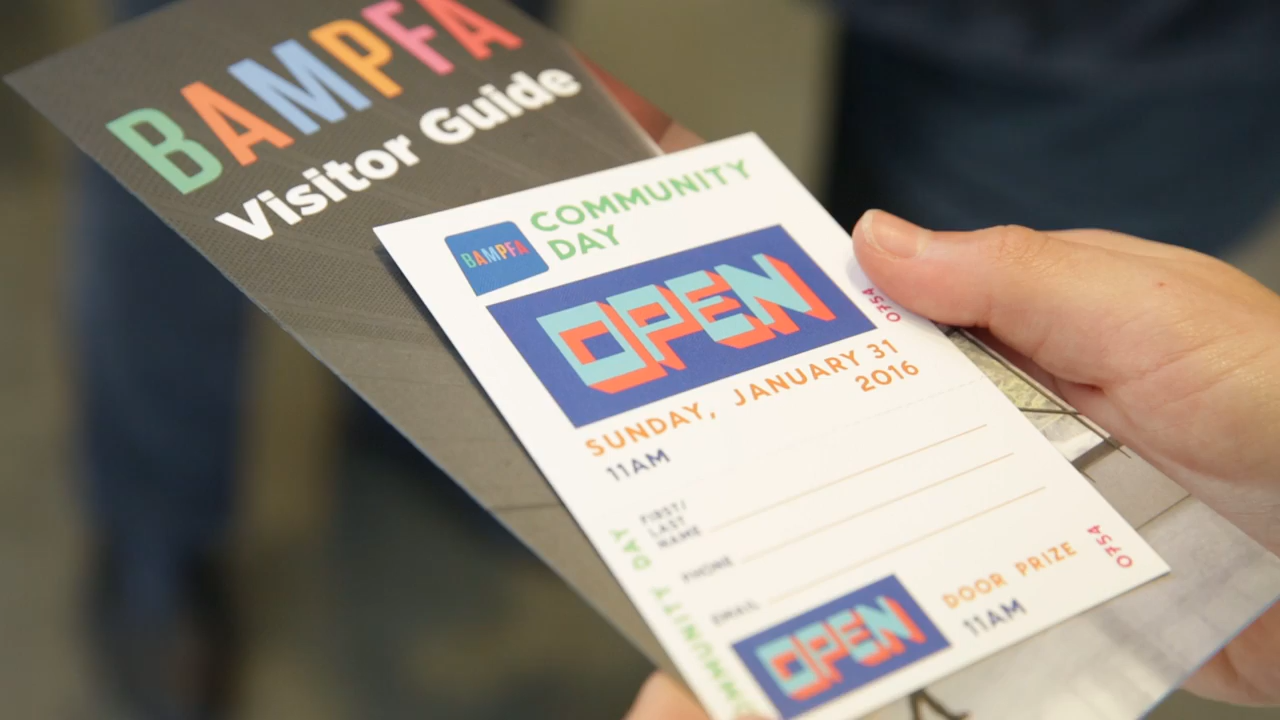 BAMPFA
Visitor Guide
BAMPFA
COMMUNITY
DAY
OPEN
0754
SUNDAY, JANUARY 31
2016
11AM
FIRST/
LAST
NAME
PHONE
EMAIL
COMMUNITY DAY
OPEN
DOOR PRIZE
11AM
0754